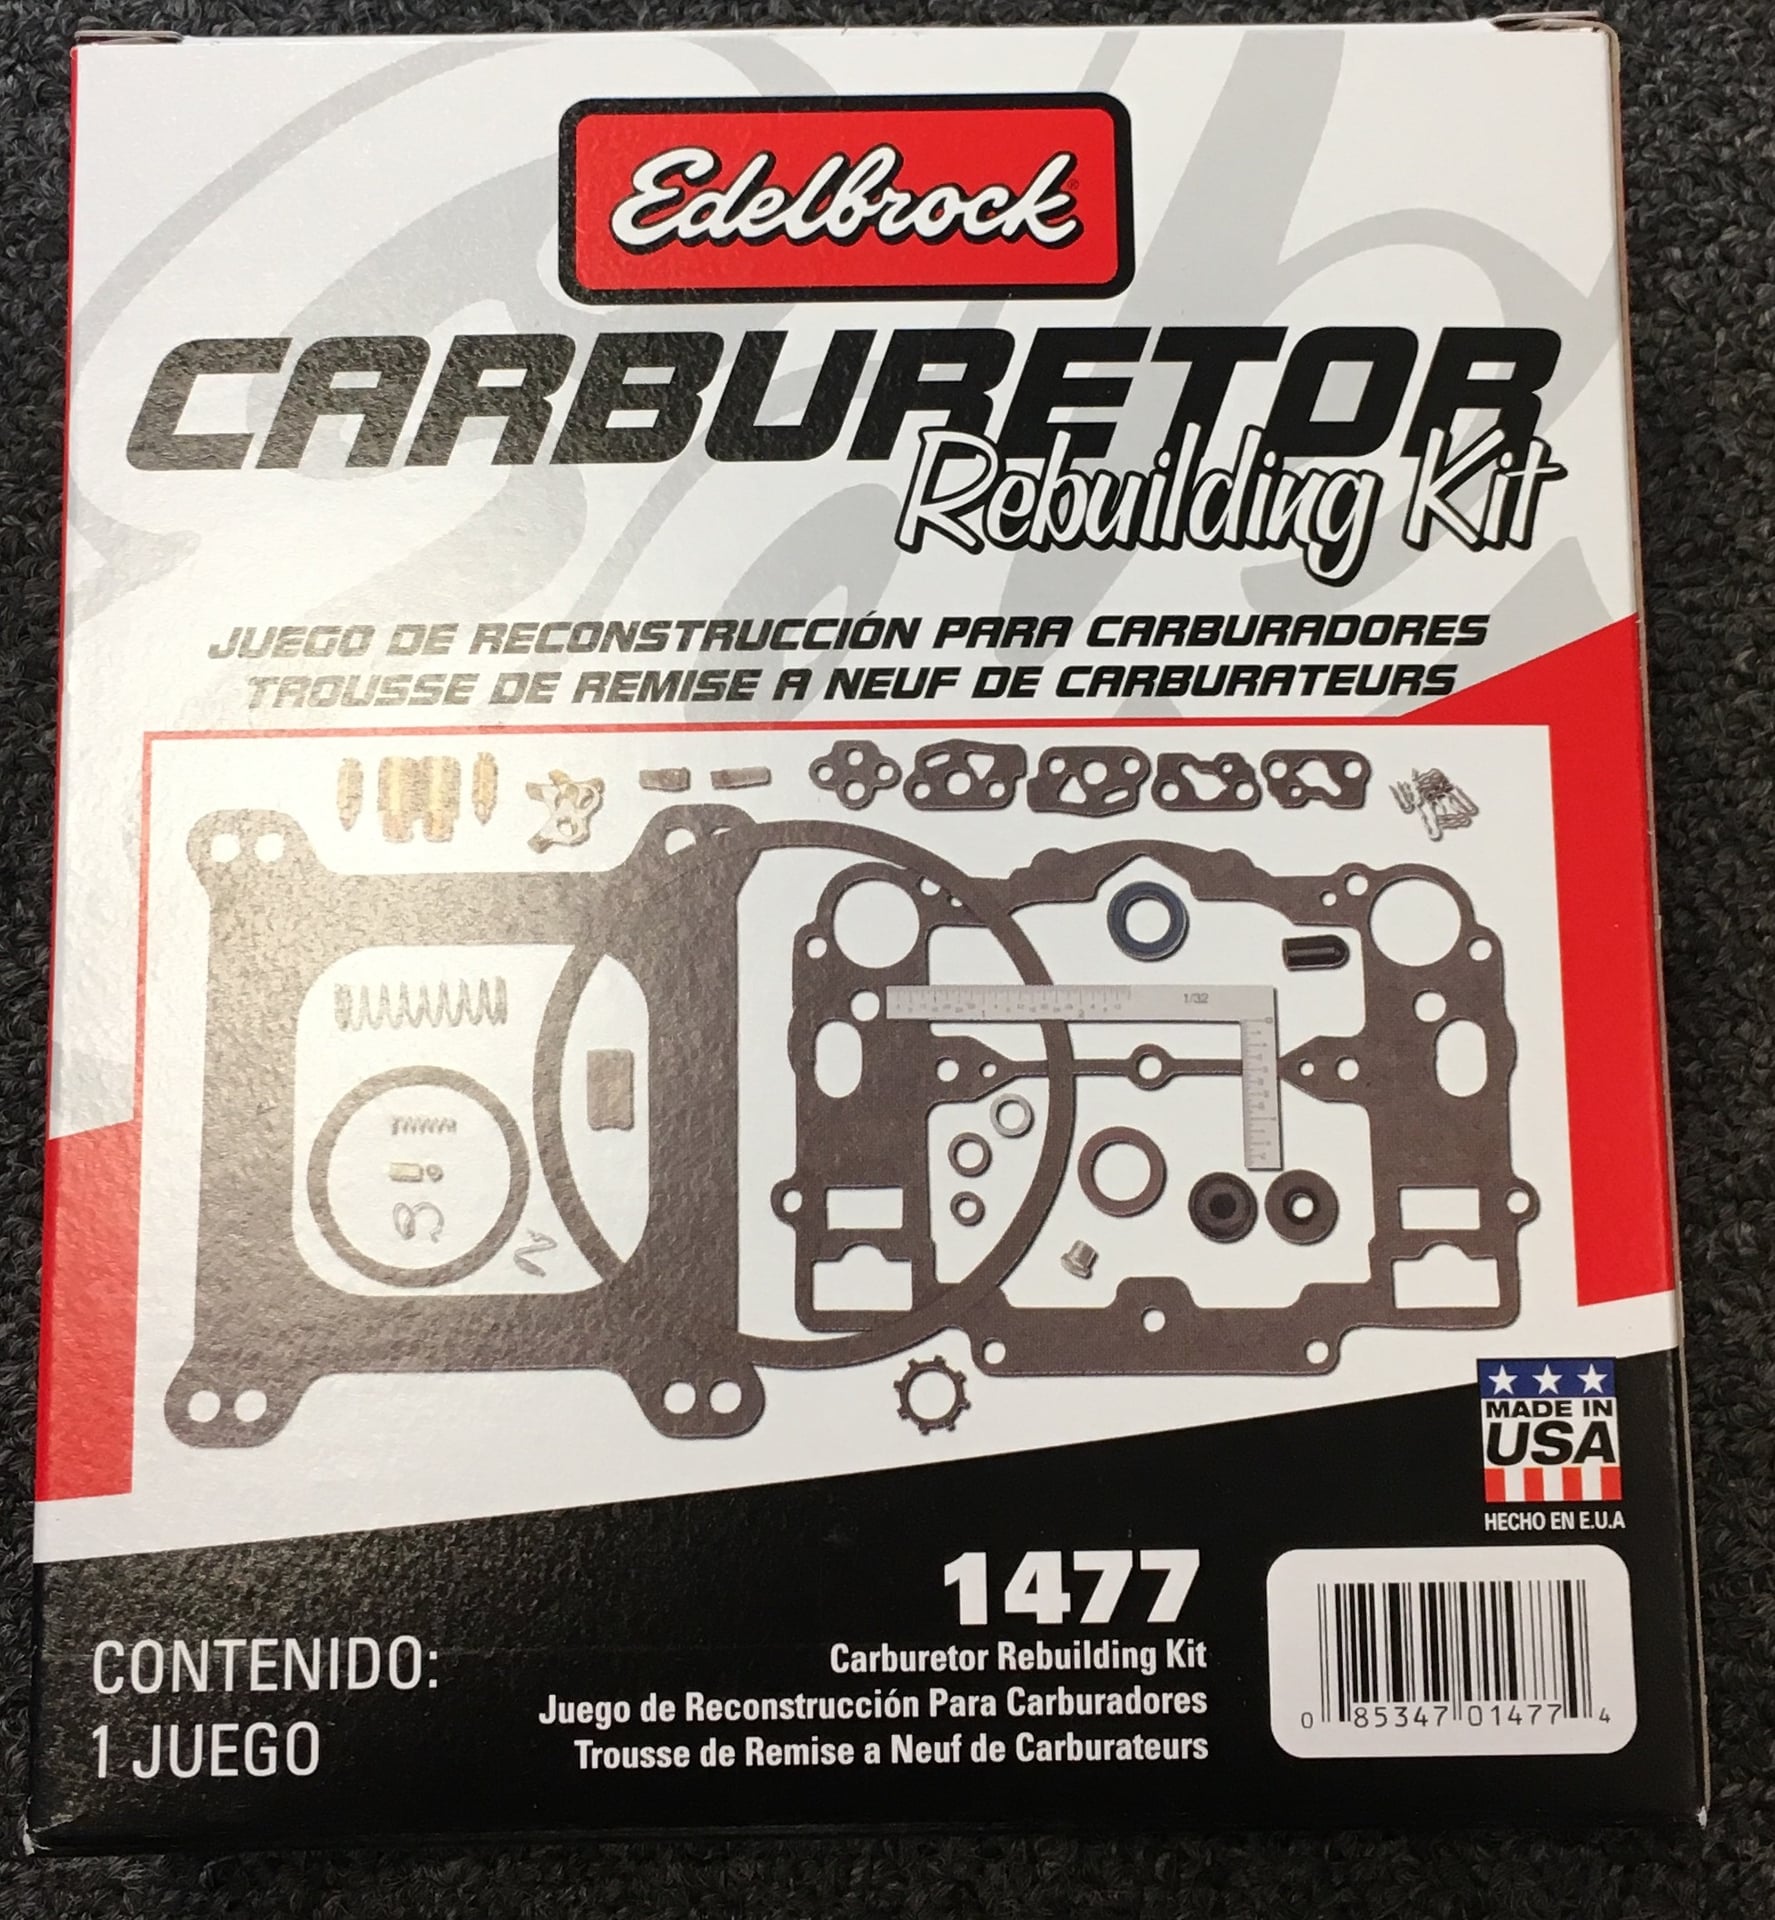 Edelbrock®
CARBURETOR
Rebuilding Kit
JUEGO DE RECONSTRUCCIÓN PARA CARBURADORES
TROUSSE DE REMISE A NEUF DE CARBURATEURS
1/32
MADE IN
USA
HECHO EN E.U.A
1477
Carburetor Rebuilding Kit
Juego de Reconstrucción Para Carburadores
Trousse de Remise a Neuf de Carburateurs
CONTENIDO:
1 JUEGO
0 85347 01477 4